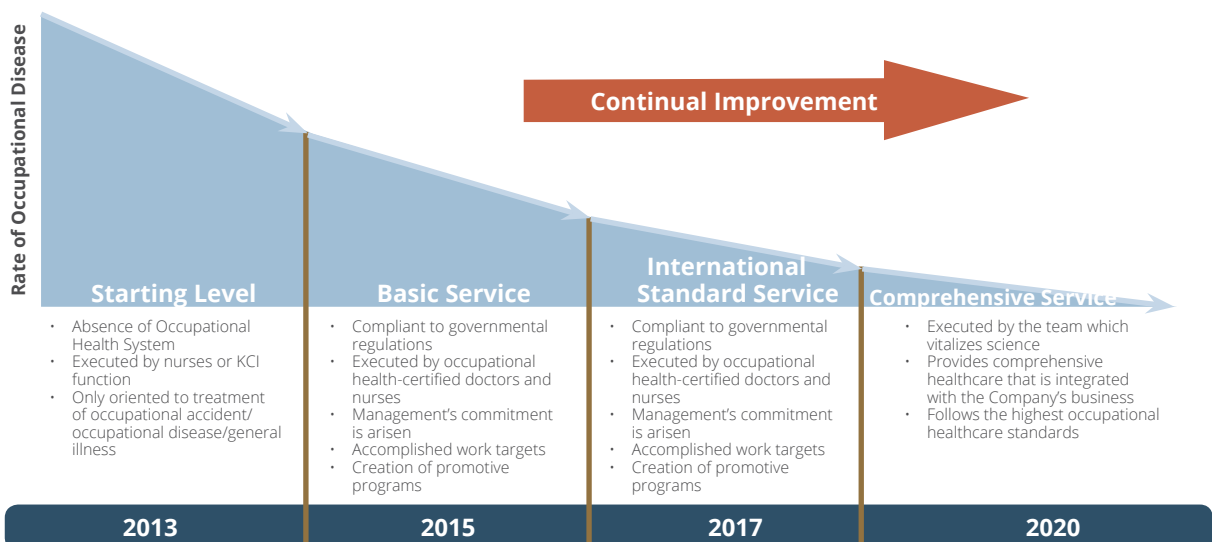 Rate of Occupational Disease
Continual Improvement
Starting Level
• Absence of Occupational
Health System
• Executed by nurses or KCI
function
• Only oriented to treatment
of occupational accident/
occupational disease/general
illness
2013
Basic Service
• Compliant to governmental
regulations
• Executed by occupational
health-certified doctors and
nurses
• Management’s commitment
is arisen
• Accomplished work targets
• Creation of promotive
programs
2015
International
Standard Service
• Compliant to governmental
regulations
• Executed by occupational
health-certified doctors and
nurses
• Management’s commitment
is arisen
• Accomplished work targets
• Creation of promotive
programs
2017
Comprehensive Service
• Executed by the team which
vitalizes science
• Provides comprehensive
healthcare that is integrated
with the Company’s business
• Follows the highest occupational
healthcare standards
2020